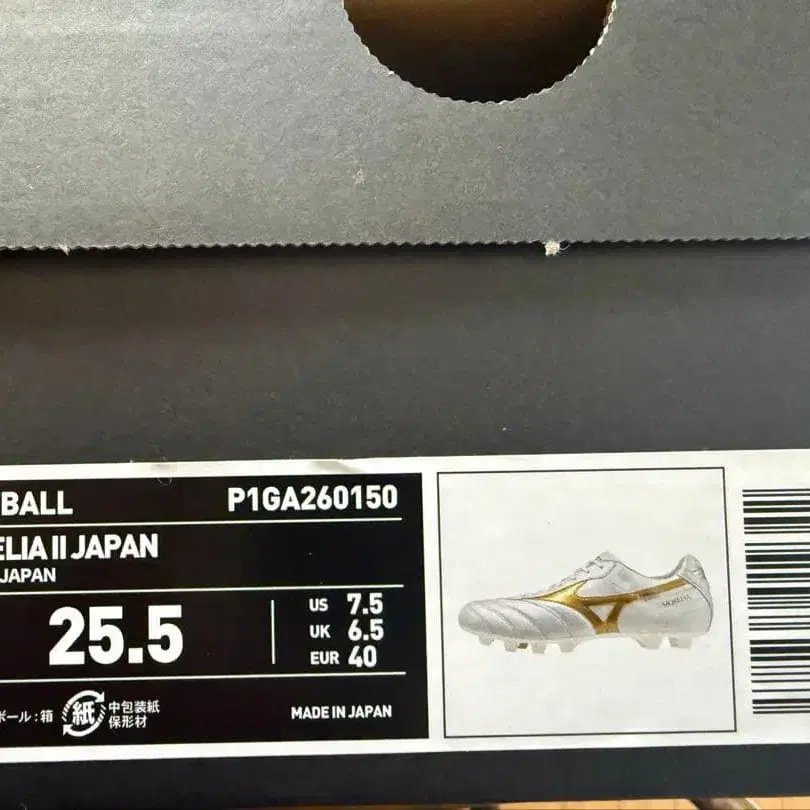 BALL P1GA260150
ELIA II JAPAN
JAPAN
25.5
US 7.5
UK 6.5
EUR 40
ボール:箱
紙
中包装紙
保形材
MADE IN JAPAN
MORELIA